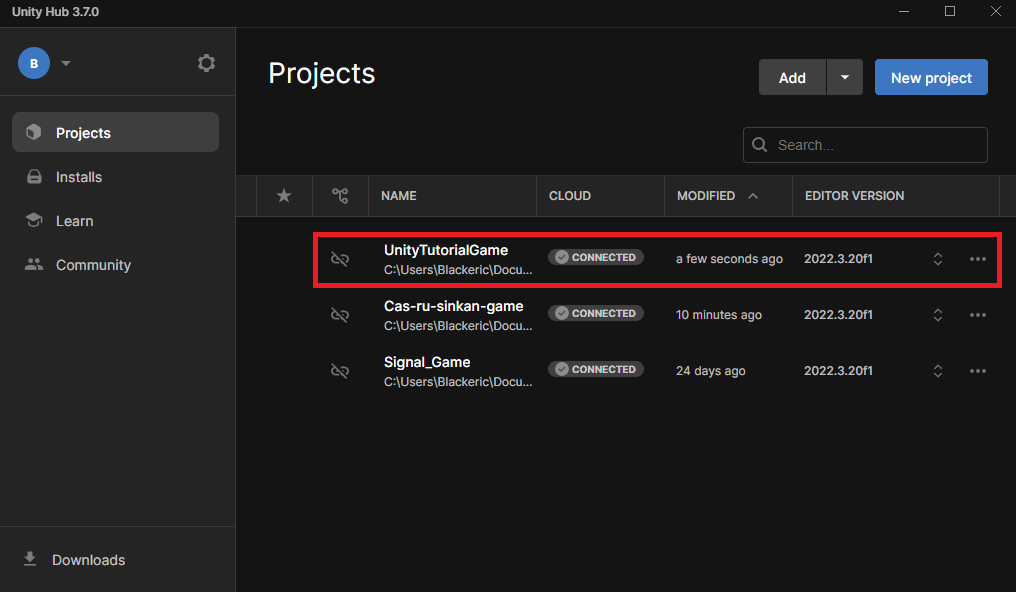 Unity Hub 3.7.0
B
Projects
Add
New project
Projects
Installs
Learn
Community
Search...
NAME CLOUD MODIFIED EDITOR VERSION
UnityTutorialGame
C:\Users\Blackeric\Docu... CONNECTED a few seconds ago 2022.3.20f1
Cas-ru-sinkan-game
C:\Users\Blackeric\Docu... CONNECTED 10 minutes ago 2022.3.20f1
Signal_Game
C:\Users\Blackeric\Docu... CONNECTED 24 days ago 2022.3.20f1
Downloads